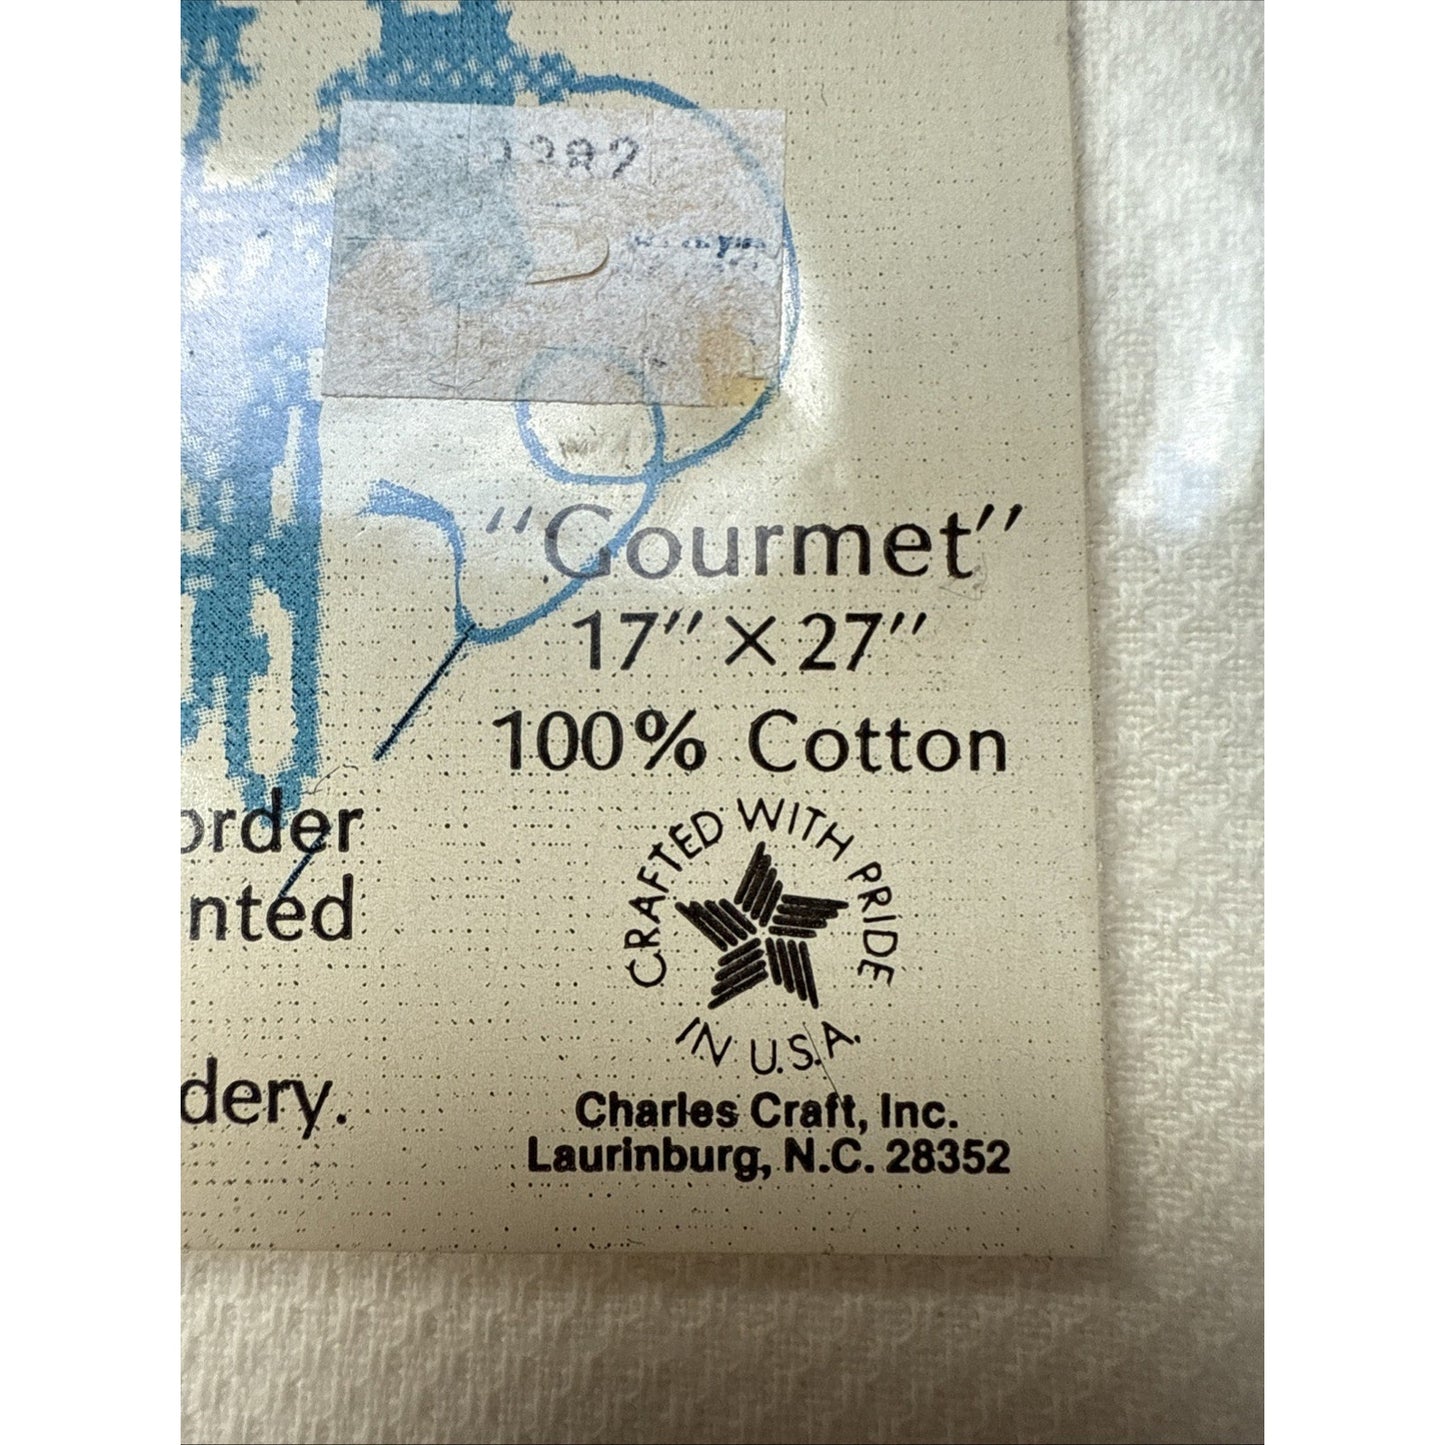 "Gourmet"
17" × 27"
100% Cotton
order
nted
dery.
CRAFTED WITH PRIDE
IN U.S.A.
Charles Craft, Inc.
Laurinburg, N.C. 28352